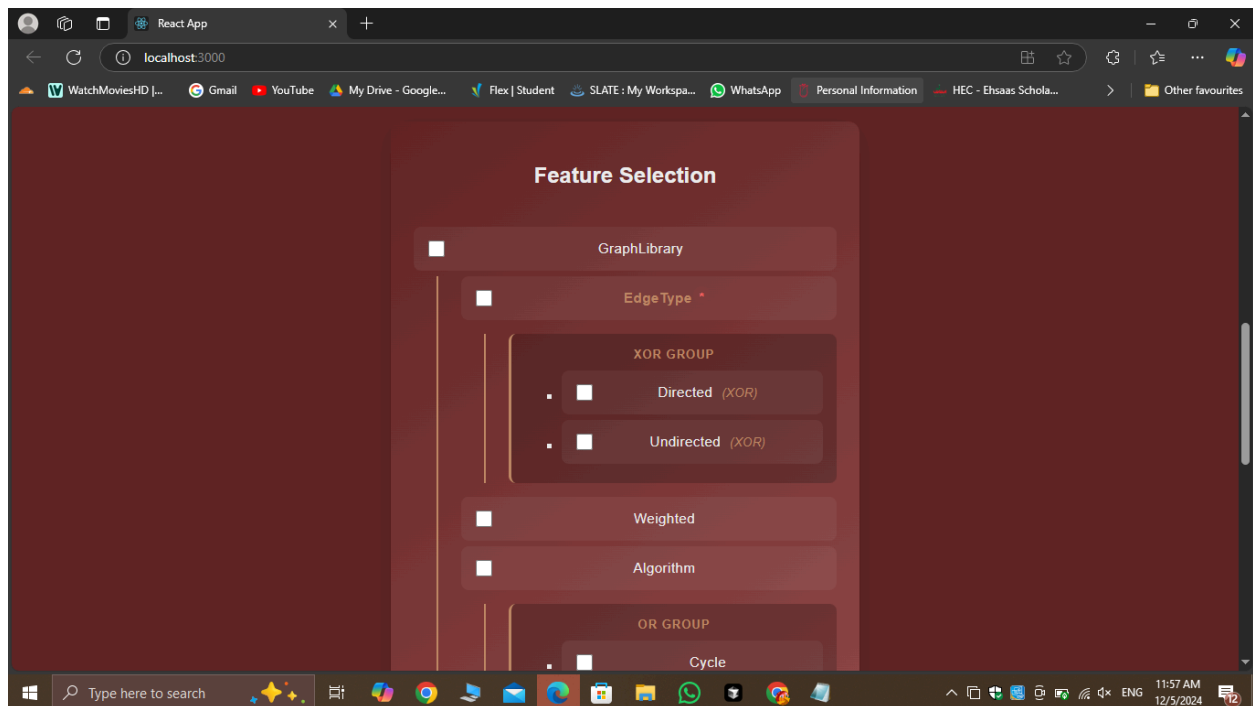 React App
localhost:3000
WatchMoviesHD |... Gmail YouTube My Drive - Google... Flex | Student SLATE : My Workspa... WhatsApp Personal Information HEC - Ehsaas Schola... Other favourites
Feature Selection
GraphLibrary
EdgeType *
XOR GROUP
Directed (XOR)
Undirected (XOR)
Weighted
Algorithm
OR GROUP
Cycle
Type here to search ENG 11:57 AM
12/5/2024 12